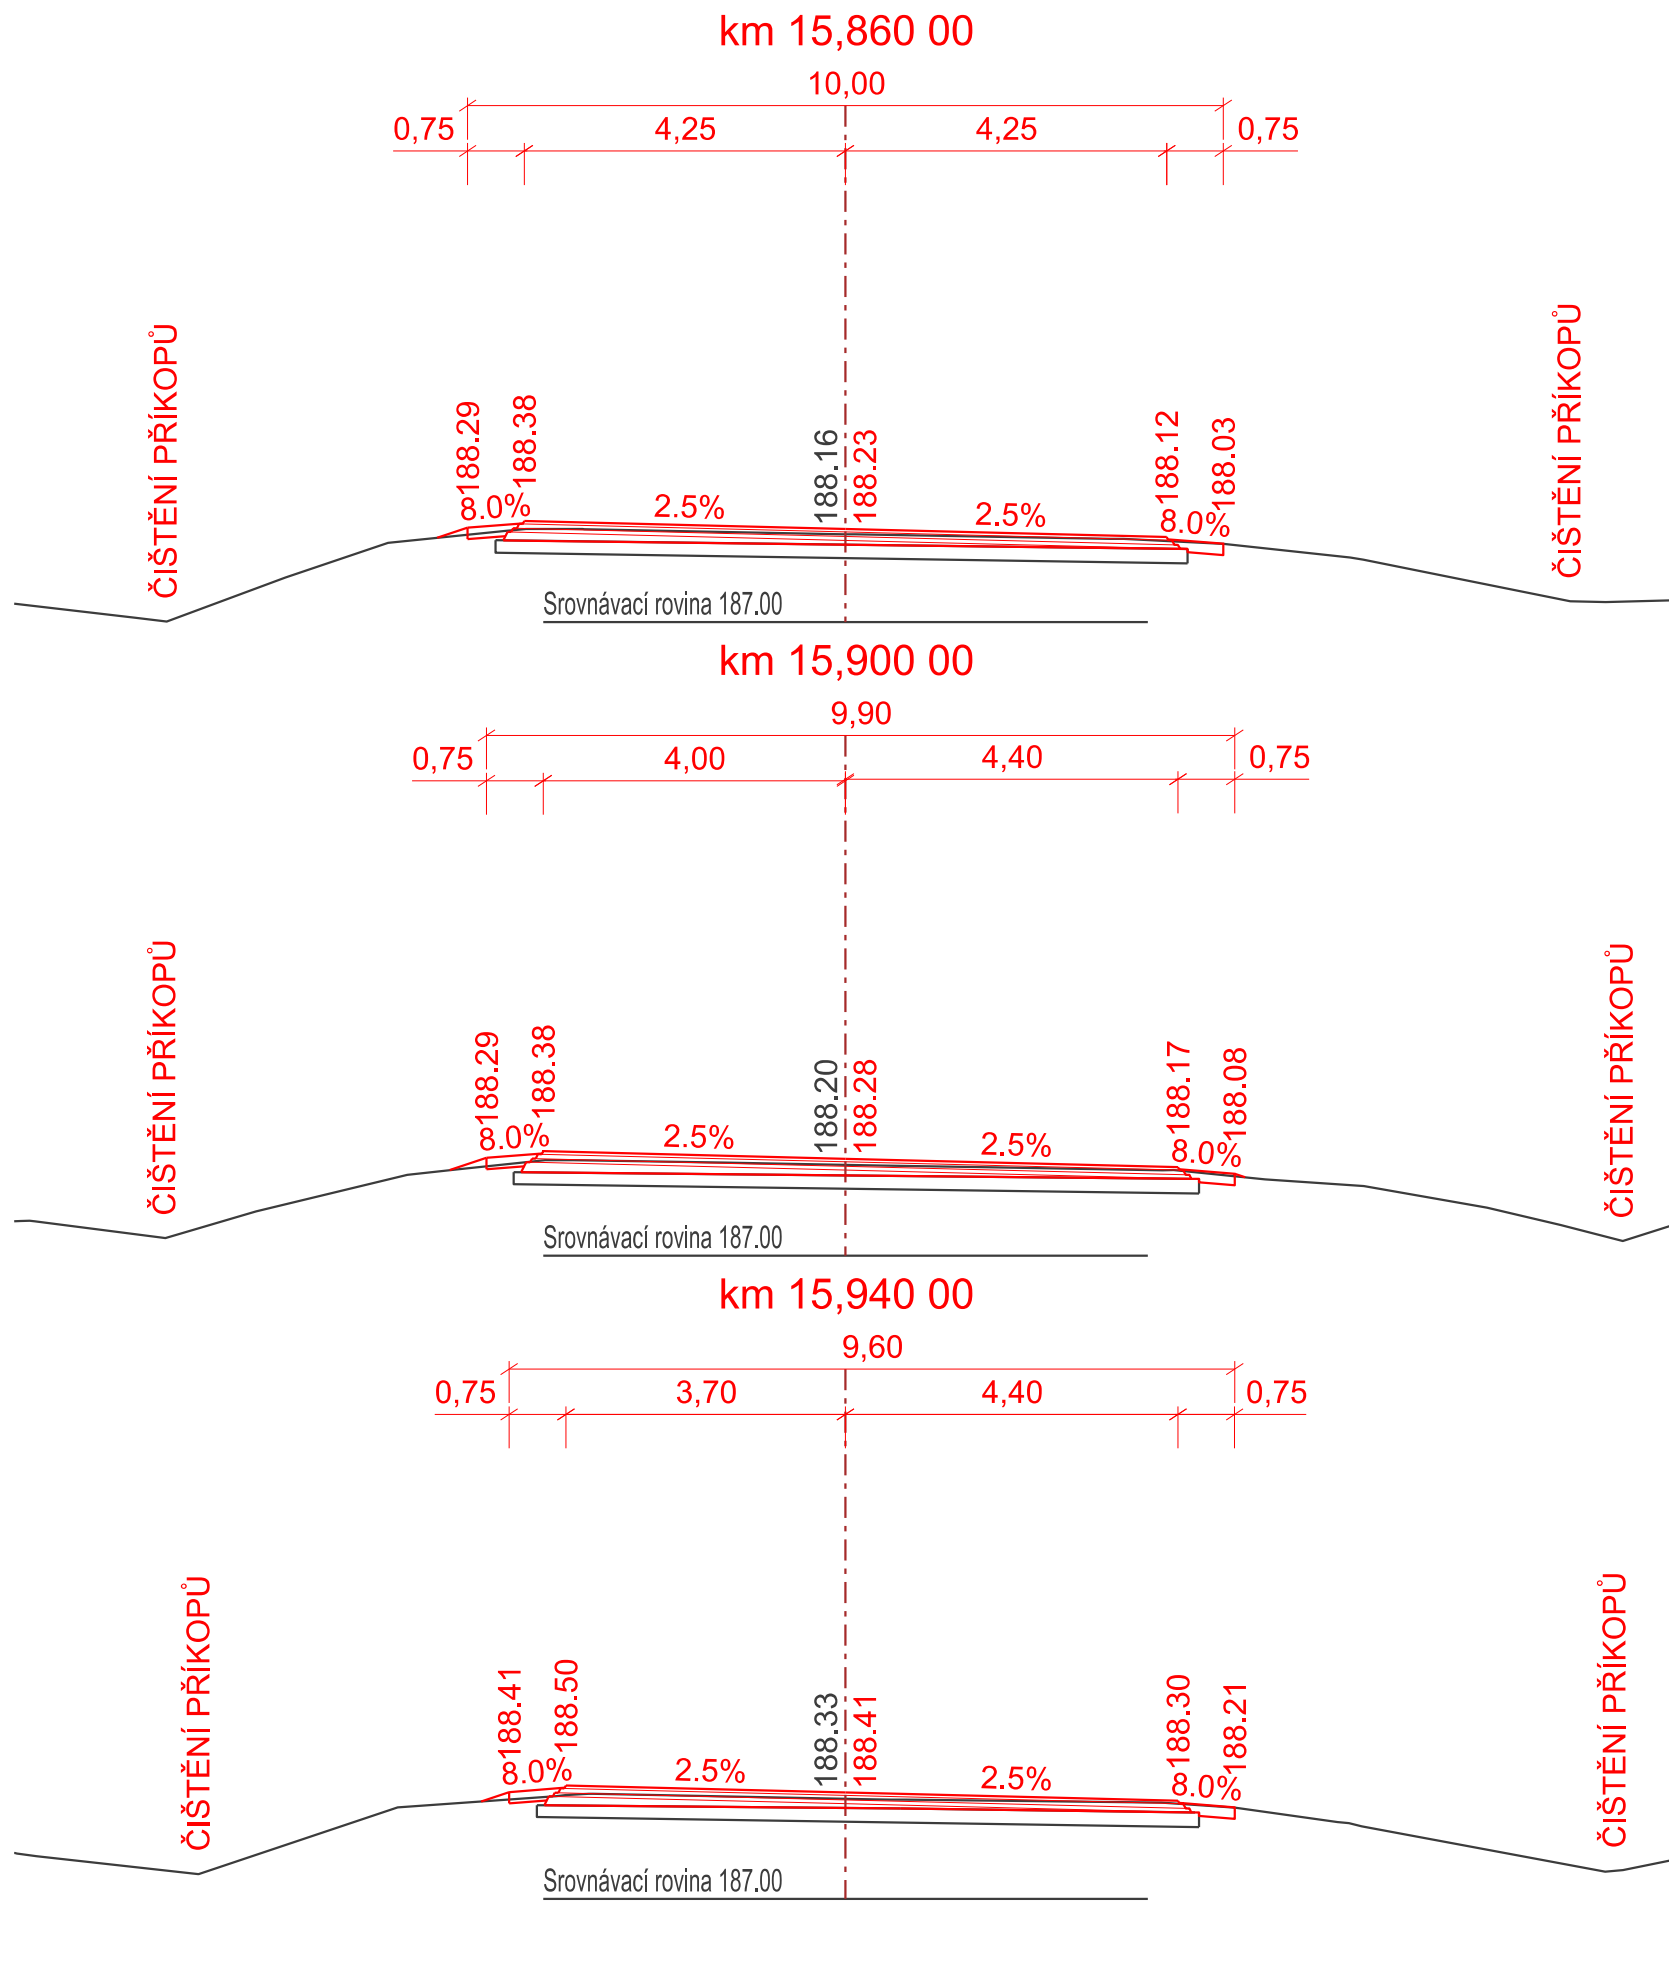 km 15,860 00
10,00
0,75 4,25 4,25 0,75
ČIŠTĚNÍ PŘÍKOPŮ
ČIŠTĚNÍ PŘÍKOPŮ
188.29 188.38 188.16 188.23 188.12 188.03
8.0% 2.5% 2.5% 8.0%
Srovnávací rovina 187.00
km 15,900 00
9,90
0,75 4,00 4,40 0,75
ČIŠTĚNÍ PŘÍKOPŮ
ČIŠTĚNÍ PŘÍKOPŮ
188.29 188.38 188.20 188.28 188.17 188.08
8.0% 2.5% 2.5% 8.0%
Srovnávací rovina 187.00
km 15,940 00
9,60
0,75 3,70 4,40 0,75
ČIŠTĚNÍ PŘÍKOPŮ
ČIŠTĚNÍ PŘÍKOPŮ
188.41 188.50 188.33 188.41 188.30 188.21
8.0% 2.5% 2.5% 8.0%
Srovnávací rovina 187.00